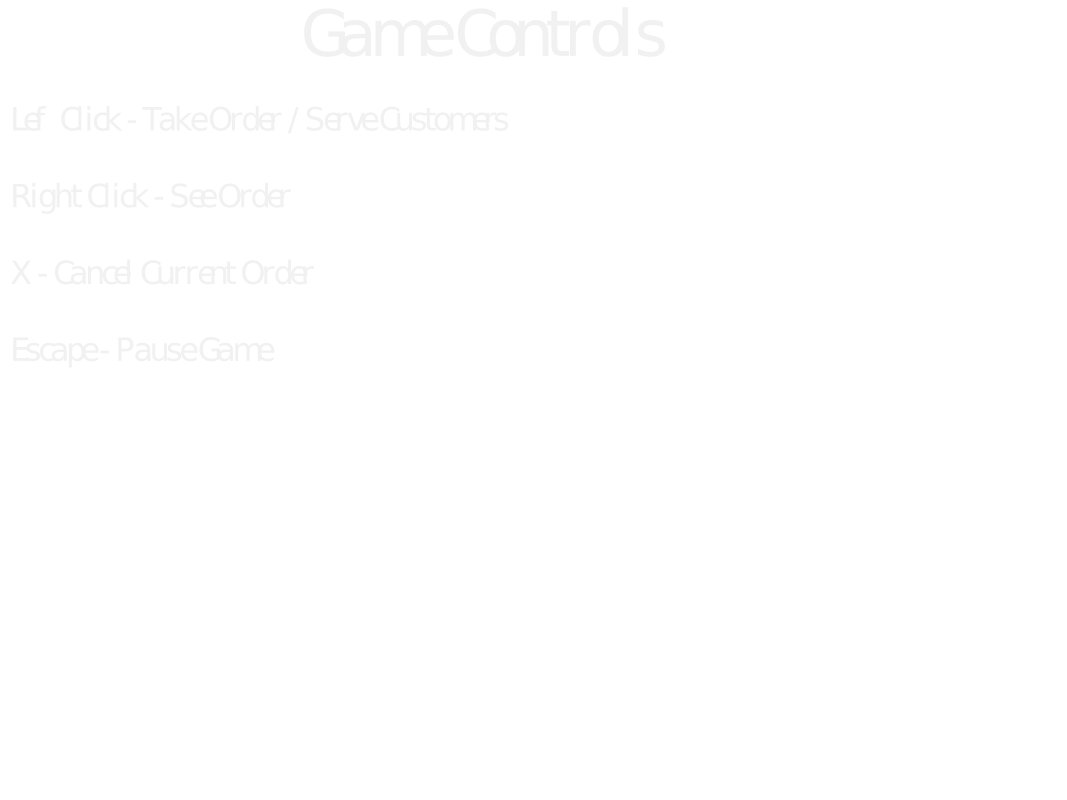 Game Controls
Lef Click - Take Order / Serve Customers
Right Click - See Order
X - Cancel Current Order
Escape - Pause Game